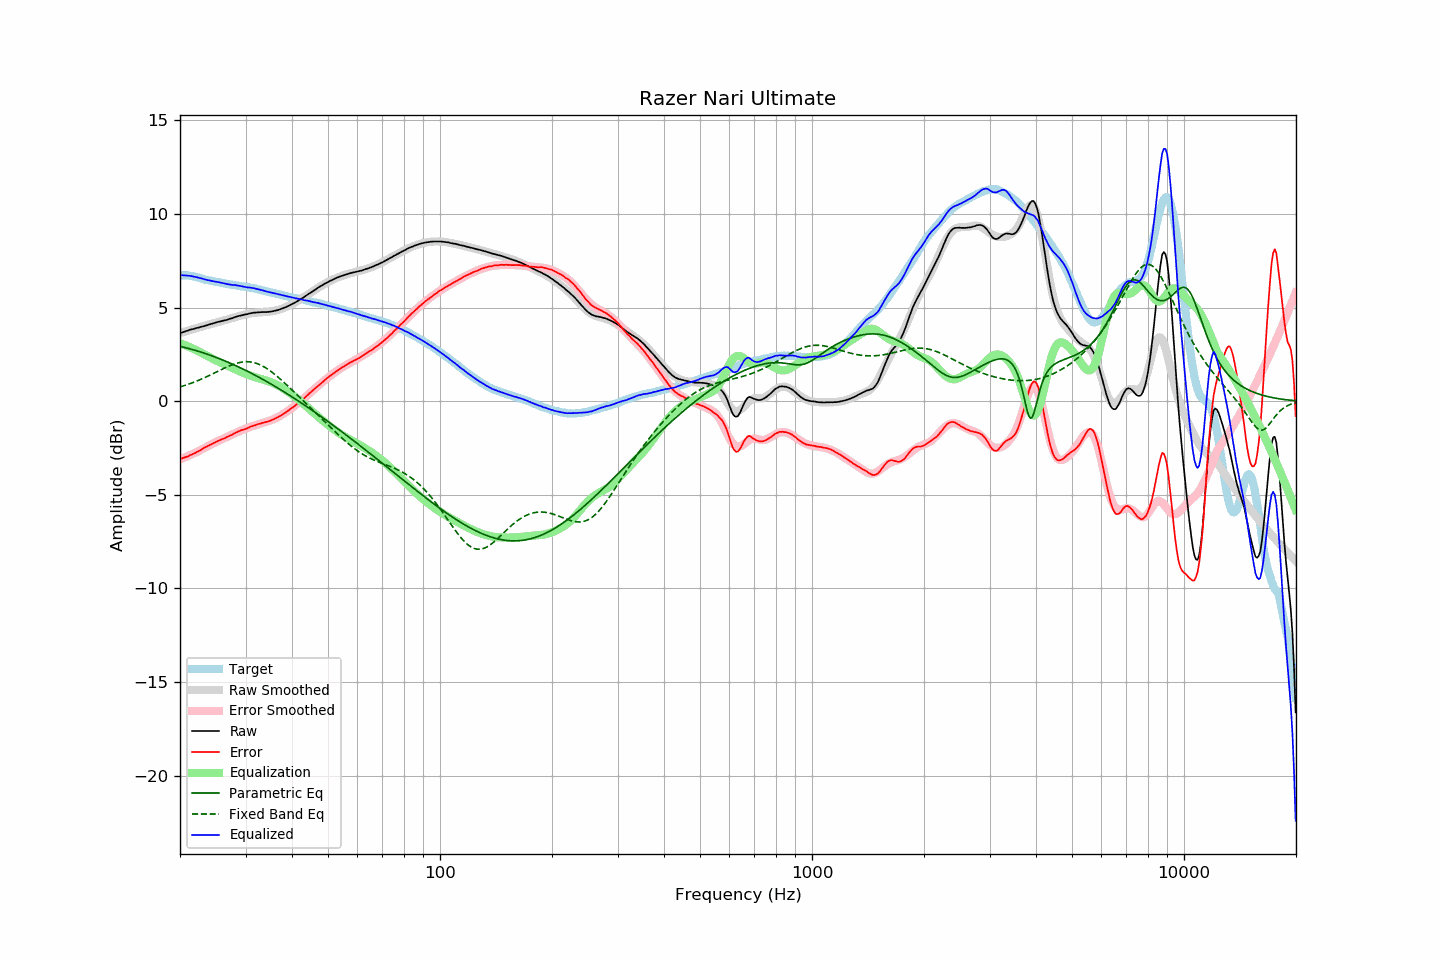 Razer Nari Ultimate
15
10
5
0
−5
−10
−15
−20
Amplitude (dBr)
Target
Raw Smoothed
Error Smoothed
Raw
Error
Equalization
Parametric Eq
Fixed Band Eq
Equalized
100
1000
10000
Frequency (Hz)